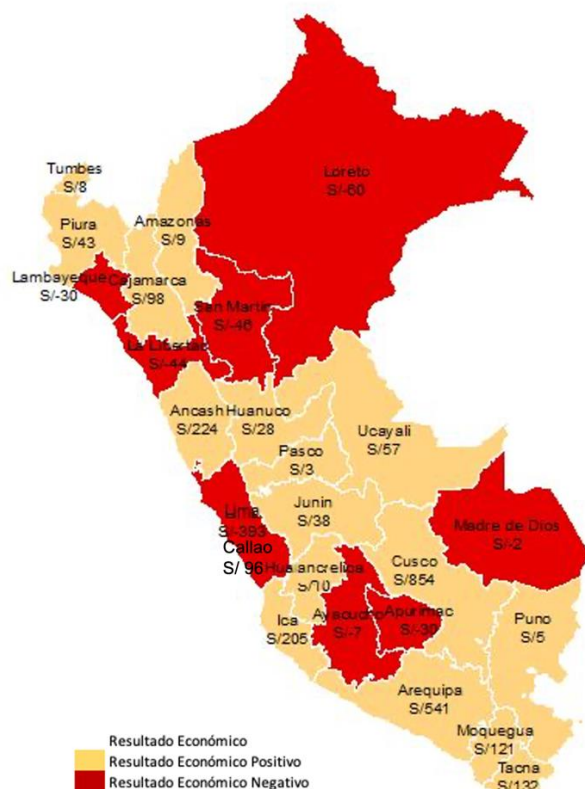 Tumbes
S/8
Loreto
S/-60
Piura
S/43
Amazonas
S/9
Lambayeque
S/-30
Cajamarca
S/98
San Martin
S/-46
La Libertad
S/-44
Ancash
S/224
Huanuco
S/28
Ucayali
S/57
Pasco
S/3
Junin
S/38
Lima
S/-393
Callao
S/ 96
Madre de Dios
S/-2
Cusco
S/854
Huancavelica
S/10
Ayacucho
S/-7
Apurimac
S/-30
Ica
S/205
Puno
S/5
Arequipa
S/541
Moquegua
S/121
Tacna
S/132
Resultado Económico
Resultado Económico Positivo
Resultado Económico Negativo